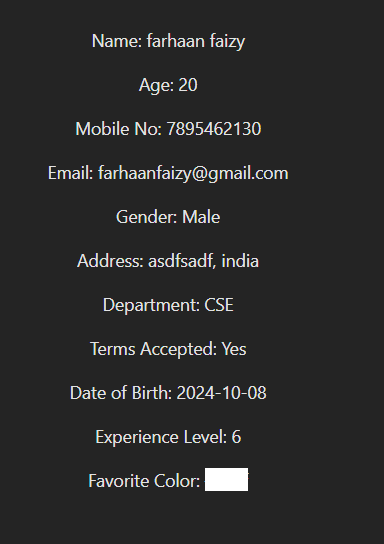 Name: farhaan faizy
Age: 20
Mobile No: 7895462130
Email: farhaanfaizy@gmail.com
Gender: Male
Address: asdfsadf, india
Department: CSE
Terms Accepted: Yes
Date of Birth: 2024-10-08
Experience Level: 6
Favorite Color: